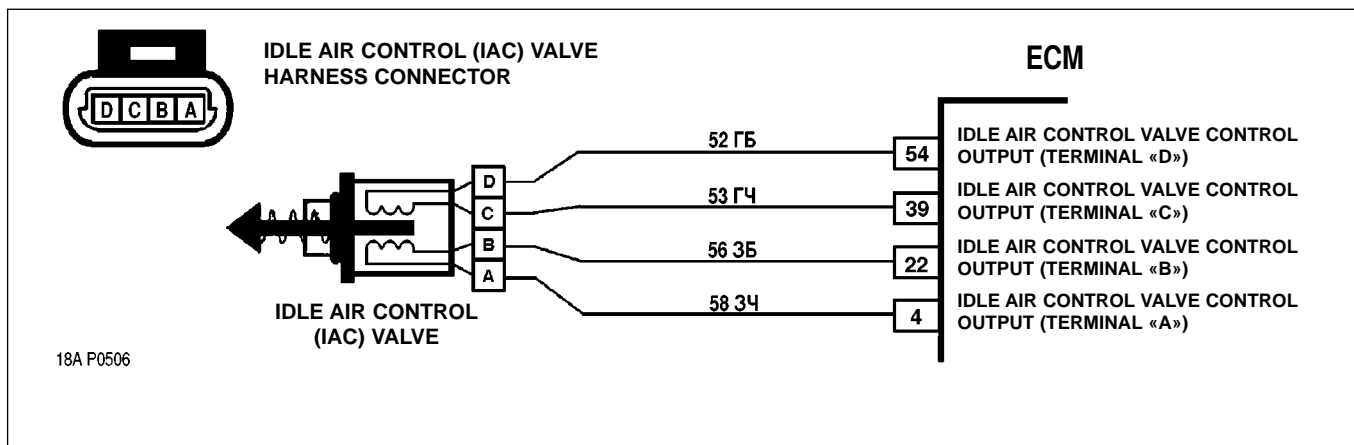 IDLE AIR CONTROL (IAC) VALVE
HARNESS CONNECTOR
D C B A
ECM
D
C
B
A
52 ГБ
53 ГЧ
56 ЗБ
58 ЗЧ
54
39
22
4
IDLE AIR CONTROL VALVE CONTROL
OUTPUT (TERMINAL «D»)
IDLE AIR CONTROL VALVE CONTROL
OUTPUT (TERMINAL «C»)
IDLE AIR CONTROL VALVE CONTROL
OUTPUT (TERMINAL «B»)
IDLE AIR CONTROL VALVE CONTROL
OUTPUT (TERMINAL «A»)
IDLE AIR CONTROL
(IAC) VALVE
18A P0506